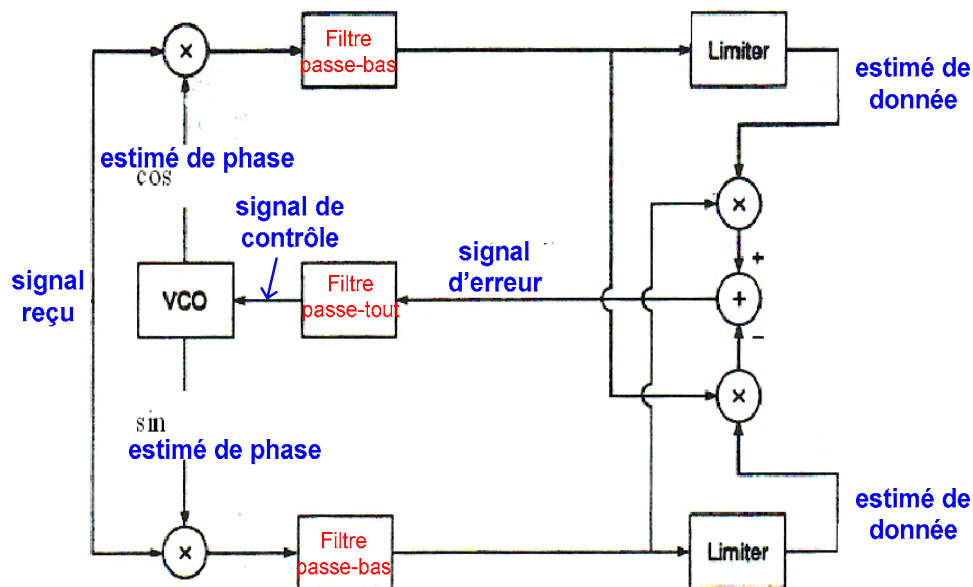 Filtre
passe-bas
Limiter
estimé de
donnée
×
estimé de phase
cos
signal de
contrôle
×
signal
d'erreur
+
signal
reçu
VCO
Filtre
passe-tout
+
−
×
sin
estimé de phase
estimé de
donnée
×
Filtre
passe-bas
Limiter
×